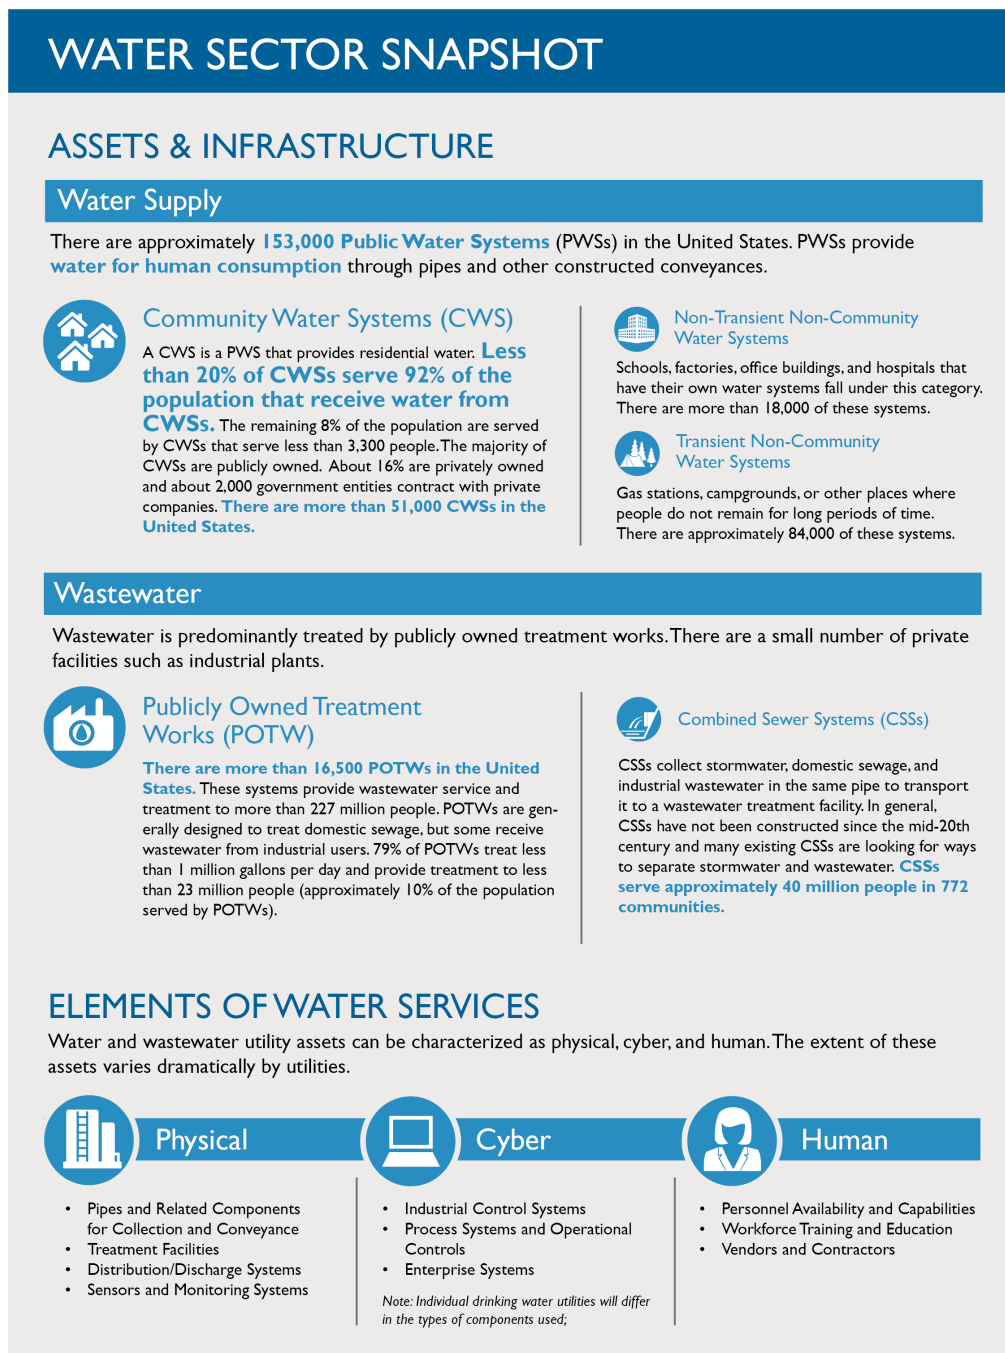 WATER SECTOR SNAPSHOT
ASSETS & INFRASTRUCTURE
Water Supply
There are approximately 153,000 Public Water Systems (PWSs) in the United States. PWSs provide
water for human consumption through pipes and other constructed conveyances.
Community Water Systems (CWS)
A CWS is a PWS that provides residential water. Less
than 20% of CWSs serve 92% of the
population that receive water from
CWSs. The remaining 8% of the population are served
by CWSs that serve less than 3,300 people. The majority of
CWSs are publicly owned. About 16% are privately owned
and about 2,000 government entities contract with private
companies. There are more than 51,000 CWSs in the
United States.
Non-Transient Non-Community
Water Systems
Schools, factories, office buildings, and hospitals that
have their own water systems fall under this category.
There are more than 18,000 of these systems.
Transient Non-Community
Water Systems
Gas stations, campgrounds, or other places where
people do not remain for long periods of time.
There are approximately 84,000 of these systems.
Wastewater
Wastewater is predominantly treated by publicly owned treatment works. There are a small number of private
facilities such as industrial plants.
Publicly Owned Treatment
Works (POTW)
There are more than 16,500 POTWs in the United
States. These systems provide wastewater service and
treatment to more than 227 million people. POTWs are gen-
erally designed to treat domestic sewage, but some receive
wastewater from industrial users. 79% of POTWs treat less
than 1 million gallons per day and provide treatment to less
than 23 million people (approximately 10% of the population
served by POTWs).
Combined Sewer Systems (CSSs)
CSSs collect stormwater, domestic sewage, and
industrial wastewater in the same pipe to transport
it to a wastewater treatment facility. In general,
CSSs have not been constructed since the mid-20th
century and many existing CSSs are looking for ways
to separate stormwater and wastewater. CSSs
serve approximately 40 million people in 772
communities.
ELEMENTS OF WATER SERVICES
Water and wastewater utility assets can be characterized as physical, cyber, and human. The extent of these
assets varies dramatically by utilities.
Physical
• Pipes and Related Components
for Collection and Conveyance
• Treatment Facilities
• Distribution/Discharge Systems
• Sensors and Monitoring Systems
Cyber
• Industrial Control Systems
• Process Systems and Operational
Controls
• Enterprise Systems
Note: Individual drinking water utilities will differ
in the types of components used;
Human
• Personnel Availability and Capabilities
• Workforce Training and Education
• Vendors and Contractors